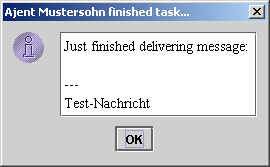 Ajent Mustersohn finished task...
Just finished delivering message:
---
Test-Nachricht
OK